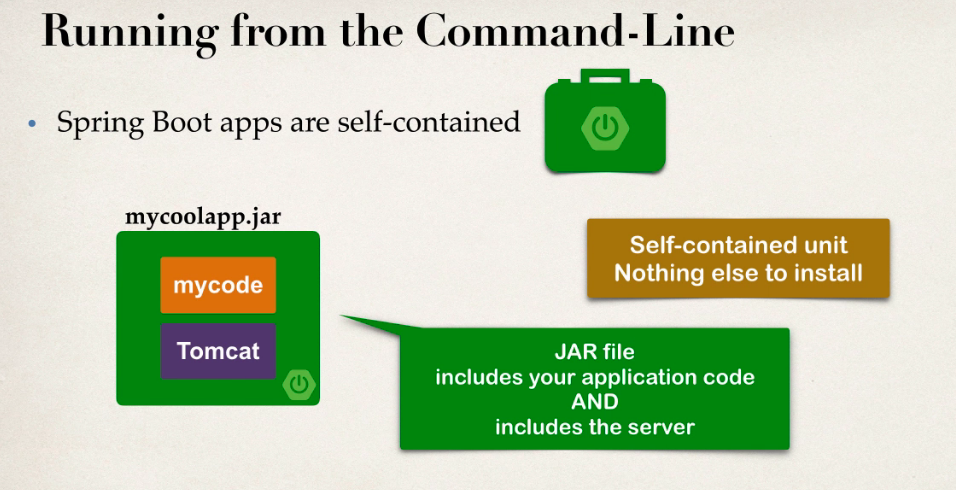 Running from the Command-Line
• Spring Boot apps are self-contained
mycoolapp.jar
mycode
Tomcat
Self-contained unit
Nothing else to install
JAR file
includes your application code
AND
includes the server